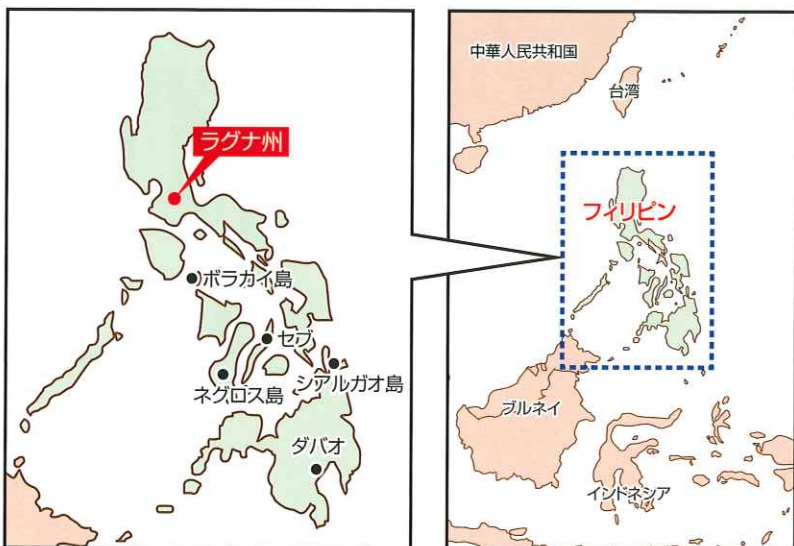 ラグナ州
ボラカイ島
セブ
シアルガオ島
ネグロス島
ダバオ
中華人民共和国
台湾
フィリピン
ブルネイ
インドネシア